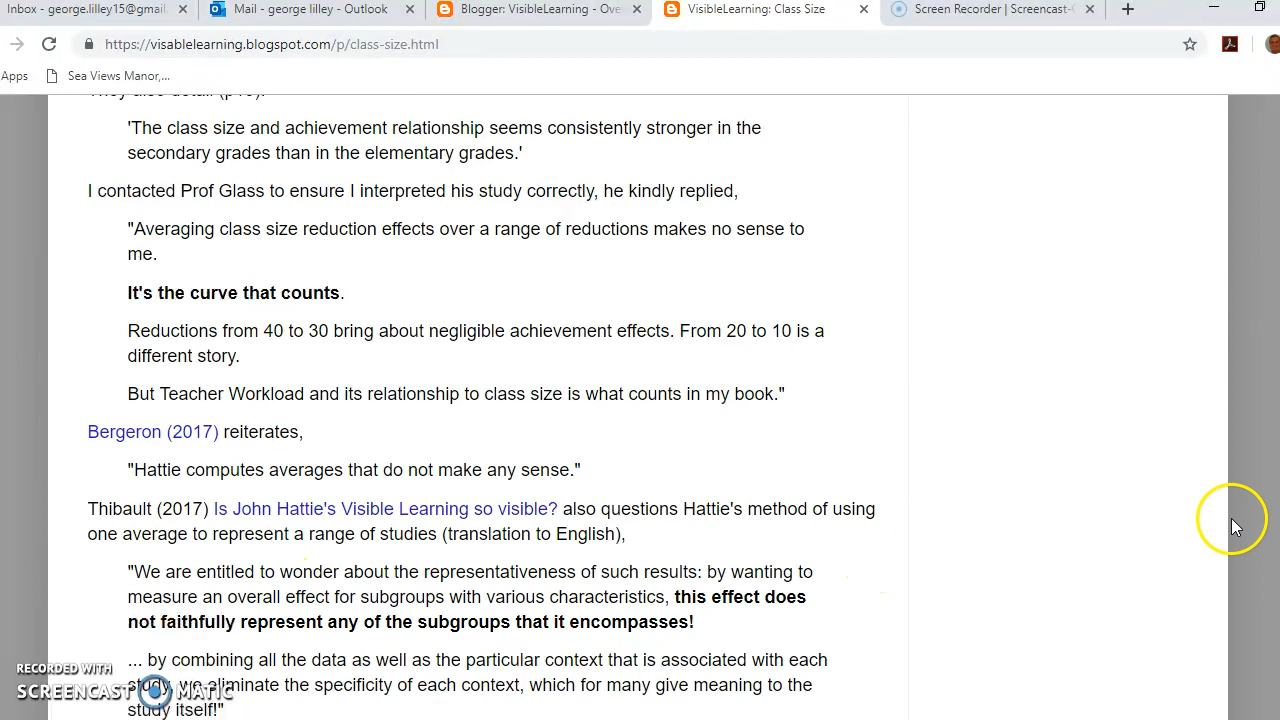 Inbox - george.lilley15@gmail.
Mail - george lilley - Outlook
Blogger: VisibleLearning - Ove
VisibleLearning: Class Size
Screen Recorder | Screencast-
https://visablelearning.blogspot.com/p/class-size.html
Apps
Sea Views Manor,...
They also detail (p10).
'The class size and achievement relationship seems consistently stronger in the
secondary grades than in the elementary grades.'
I contacted Prof Glass to ensure I interpreted his study correctly, he kindly replied,
"Averaging class size reduction effects over a range of reductions makes no sense to
me.
It's the curve that counts.
Reductions from 40 to 30 bring about negligible achievement effects. From 20 to 10 is a
different story.
But Teacher Workload and its relationship to class size is what counts in my book."
Bergeron (2017) reiterates,
"Hattie computes averages that do not make any sense."
Thibault (2017) Is John Hattie's Visible Learning so visible? also questions Hattie's method of using
one average to represent a range of studies (translation to English),
"We are entitled to wonder about the representativeness of such results: by wanting to
measure an overall effect for subgroups with various characteristics, this effect does
not faithfully represent any of the subgroups that it encompasses!
... by combining all the data as well as the particular context that is associated with each
study, we eliminate the specificity of each context, which for many give meaning to the
study itself!"
RECORDED WITH
SCREENCAST MATIC